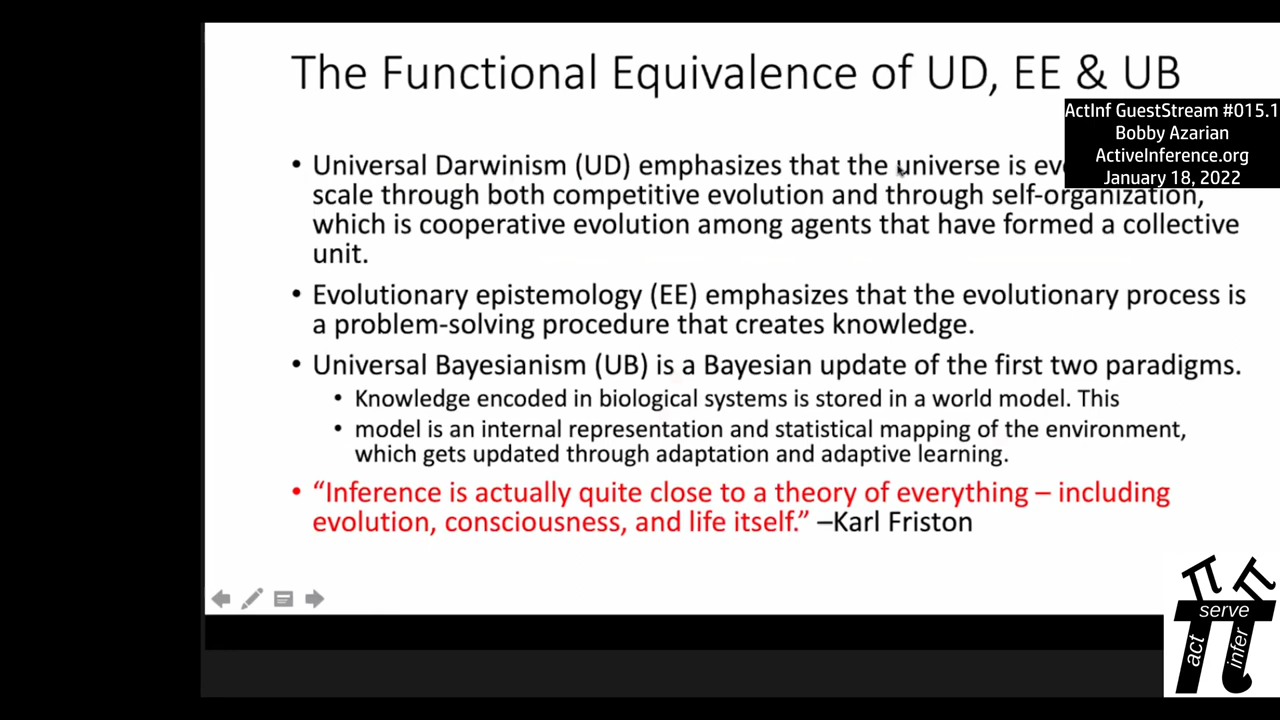 The Functional Equivalence of UD, EE & UB
ActInf GuestStream #015.1
Bobby Azarian
ActiveInference.org
January 18, 2022
• Universal Darwinism (UD) emphasizes that the universe is
scale through both competitive evolution and through self-organization,
which is cooperative evolution among agents that have formed a collective
unit.
• Evolutionary epistemology (EE) emphasizes that the evolutionary process is
a problem-solving procedure that creates knowledge.
• Universal Bayesianism (UB) is a Bayesian update of the first two paradigms.
• Knowledge encoded in biological systems is stored in a world model. This
• model is an internal representation and statistical mapping of the environment,
which gets updated through adaptation and adaptive learning.
• “Inference is actually quite close to a theory of everything – including
evolution, consciousness, and life itself.” –Karl Friston
serve
act
infer